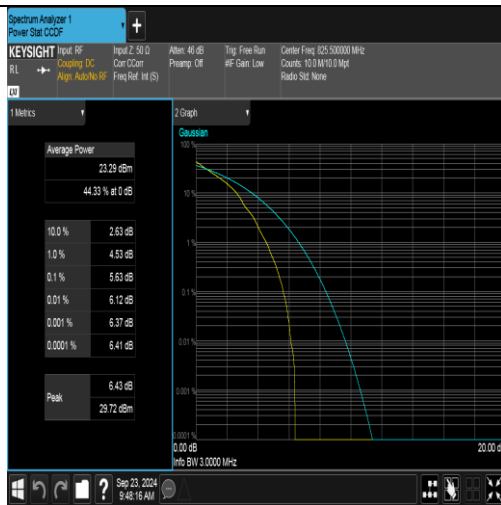 Spectrum Analyzer 1
Power Stat CCDF
KEYSIGHT
RL
Input: RF
Coupling: DC
Align: Auto/No RF
Input Z: 50 Ω
Corr CCorr
Freq Ref: Int (S)
Atten: 46 dB
Preamp: Off
Trig: Free Run
#IF Gain: Low
Center Freq: 825.500000 MHz
Counts: 10.0 M/10.0 Mpt
Radio Std: None
1 Metrics
Average Power
23.29 dBm
44.33 % at 0 dB
10.0 % 2.63 dB
1.0 % 4.53 dB
0.1 % 5.63 dB
0.01 % 6.12 dB
0.001 % 6.37 dB
0.0001 % 6.41 dB
Peak
6.43 dB
29.72 dBm
2 Graph
Gaussian
100 %
10 %
1 %
0.1 %
0.01 %
0.001 %
0.0001 %
0.00 dB
20.00 d
Info BW 3.0000 MHz
Sep 23, 2024
9:48:16 AM